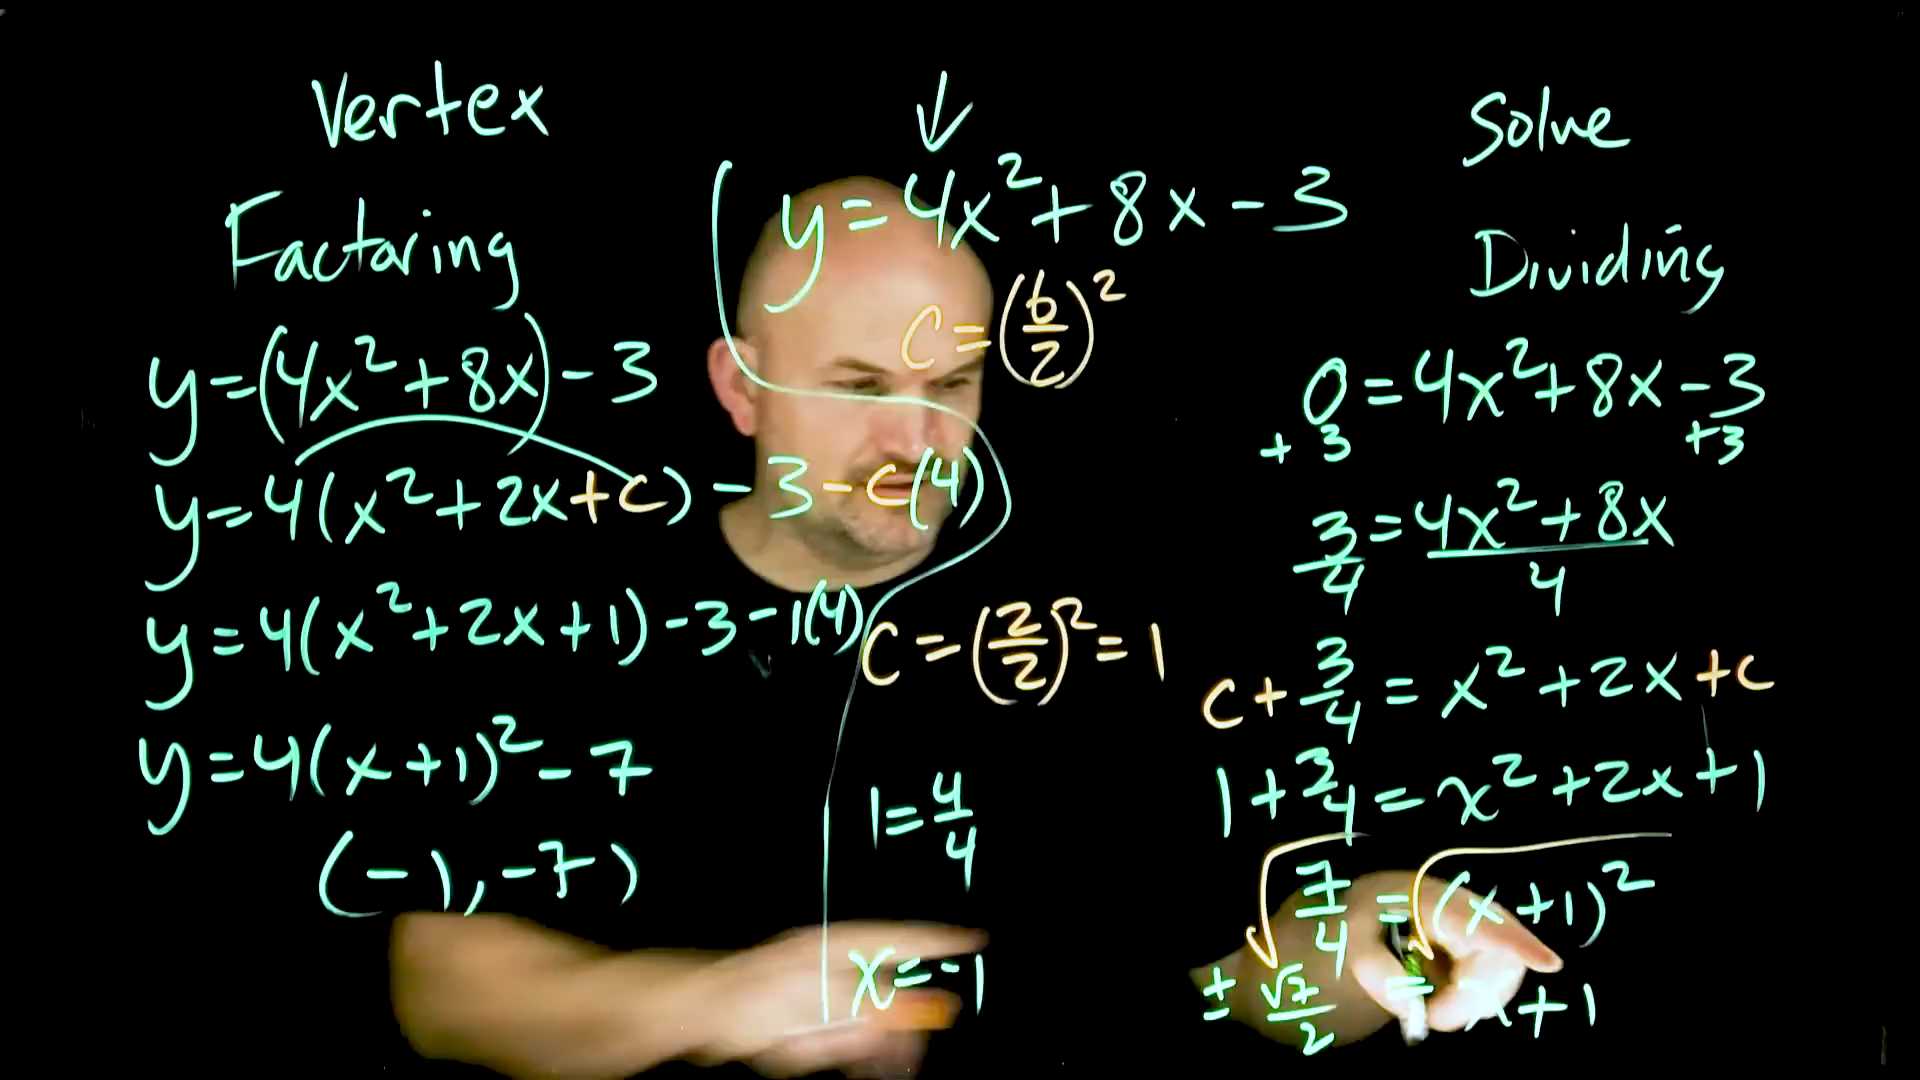 Vertex
Factoring
y=(4x²+8x)-3
y=4(x²+2x+c)-3-c(4)
y=4(x²+2x+1)-3-1(4)
y=4(x+1)²-7
(-1,-7)
y=4x²+8x-3
c=(b/2)²
c=(2/2)²=1
1=4/4
x=-1
Solve
Dividing
0=4x²+8x-3
+3 +3
3/4=4x²+8x/4
c+3/4=x²+2x+c
1+3/4=x²+2x+1
√7/4=√(x+1)²
±√7/2=x+1